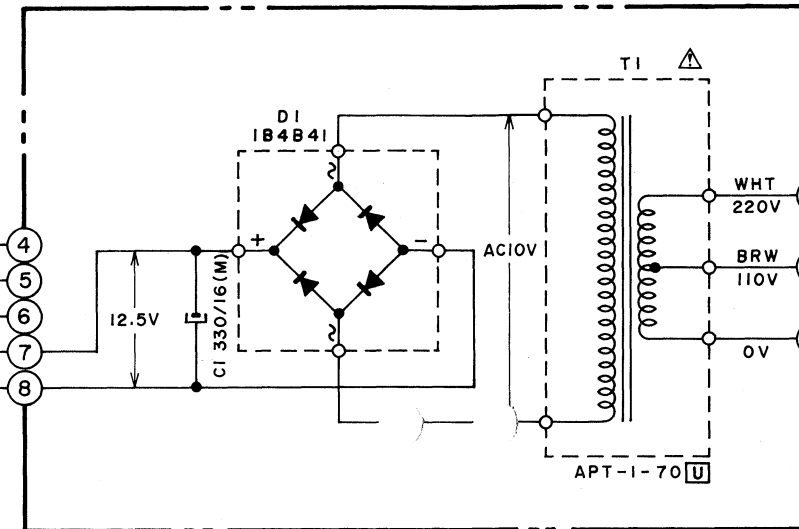 T1
D1
1B4B41
~
WHT
220V
4
+
-
AC10V
BRW
110V
5
C1 330/16(M)
6
12.5V
7
~
0V
8
APT-1-70 U